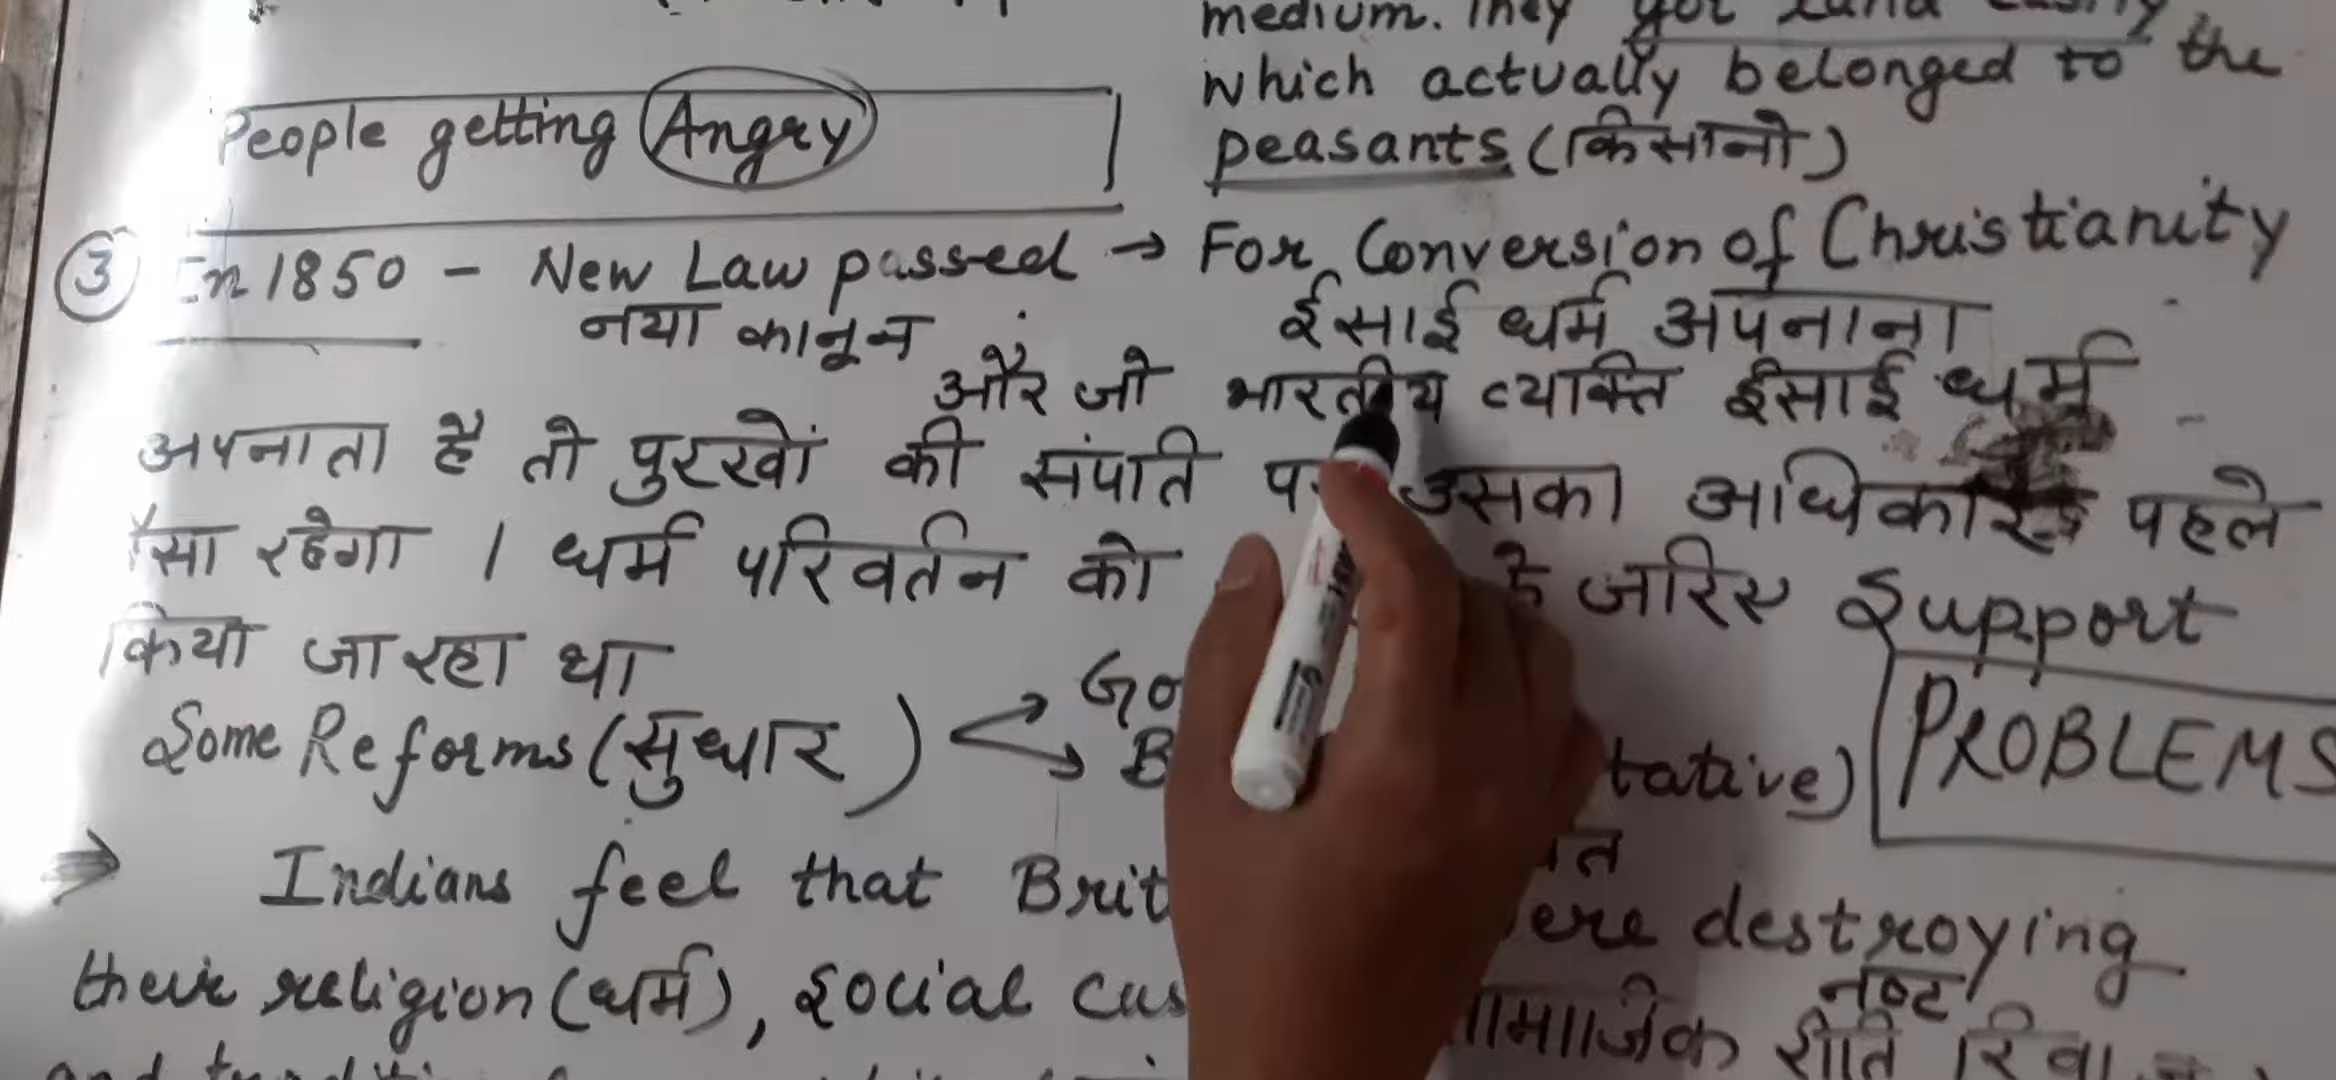 medium. They got land easily
which actually belonged to the
peasants (किसानो)
People getting Angry
③ In 1850 - New Law passed → For Conversion of Christianity
नया कानून ईसाई धर्म अपनाना
और जो भारतीय व्यक्ति ईसाई धर्म
अपनाता है तो पुरखों की संपाति पर उसका अधिकार पहले
जैसा रहेगा । धर्म परिवर्तन को के जरिए Support
किया जा रहा था
Some Reforms (सुधार)
tative) PROBLEMS
⇒ Indians feel that Brit ere destroying
नष्ट
their religion (धर्म), social cus सामाजिक रीति रिवा